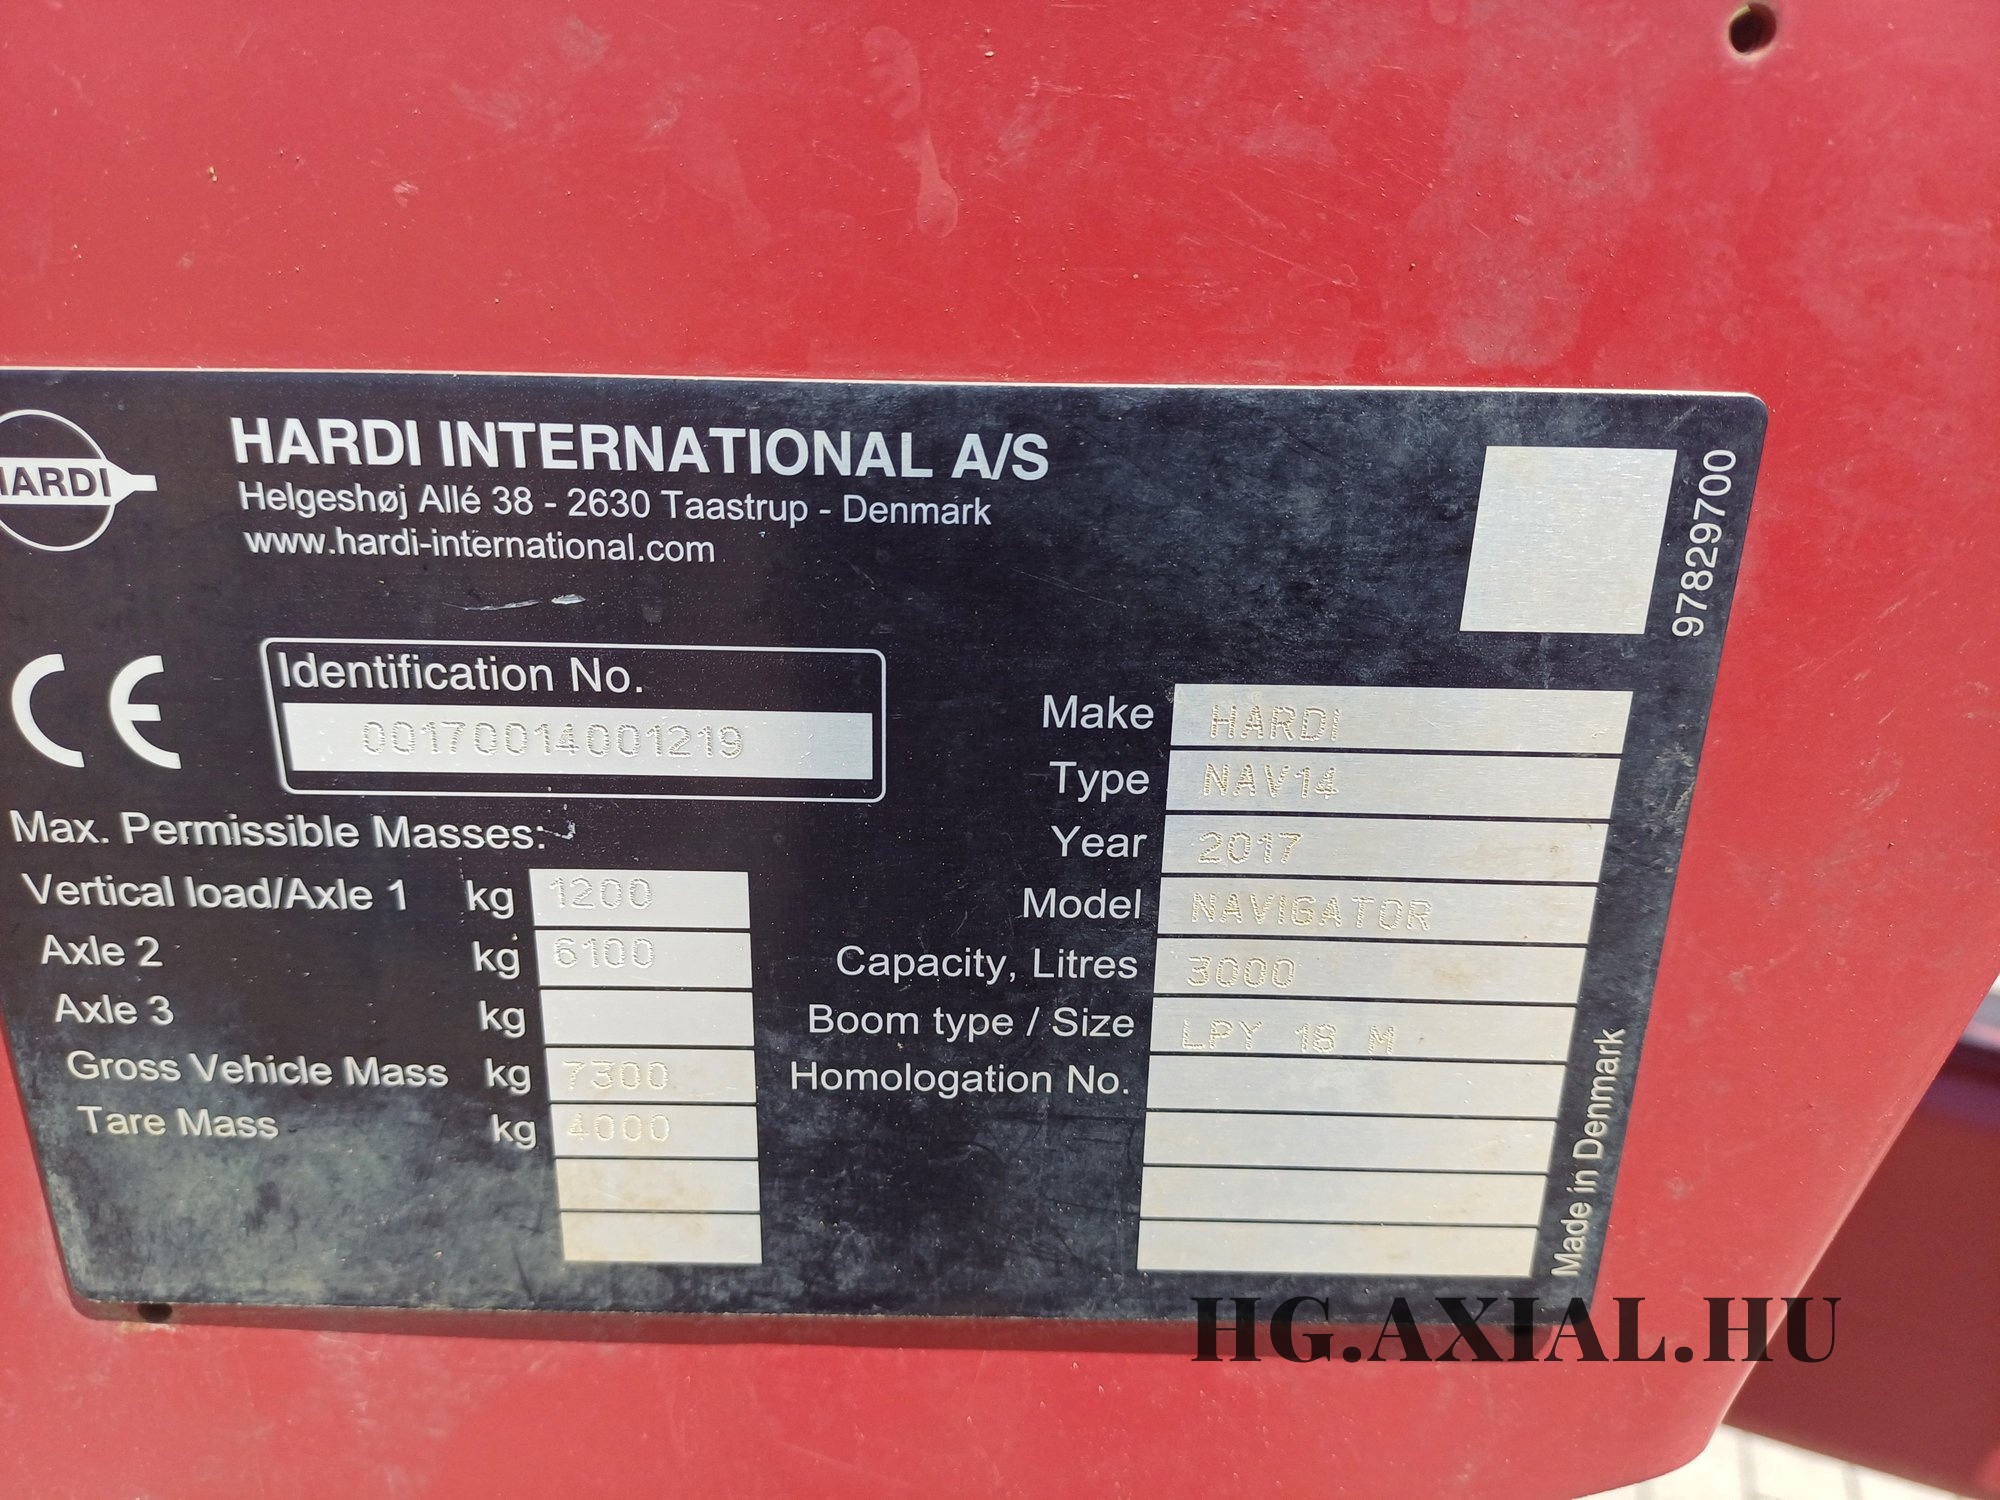 HARDI
HARDI INTERNATIONAL A/S
Helgeshøj Allé 38 - 2630 Taastrup - Denmark
www.hardi-international.com
978297700
CE
Identification No.
00170014001219
Make HARDI
Type NAV14
Year 2017
Model NAVIGATOR
Capacity, Litres 3000
Boom type / Size LPY 18 M
Homologation No.
Max. Permissible Masses:
Vertical load/Axle 1 kg 1200
Axle 2 kg 6100
Axle 3 kg
Gross Vehicle Mass kg 7300
Tare Mass kg 4000
Made in Denmark
HG.AXIAL.HU